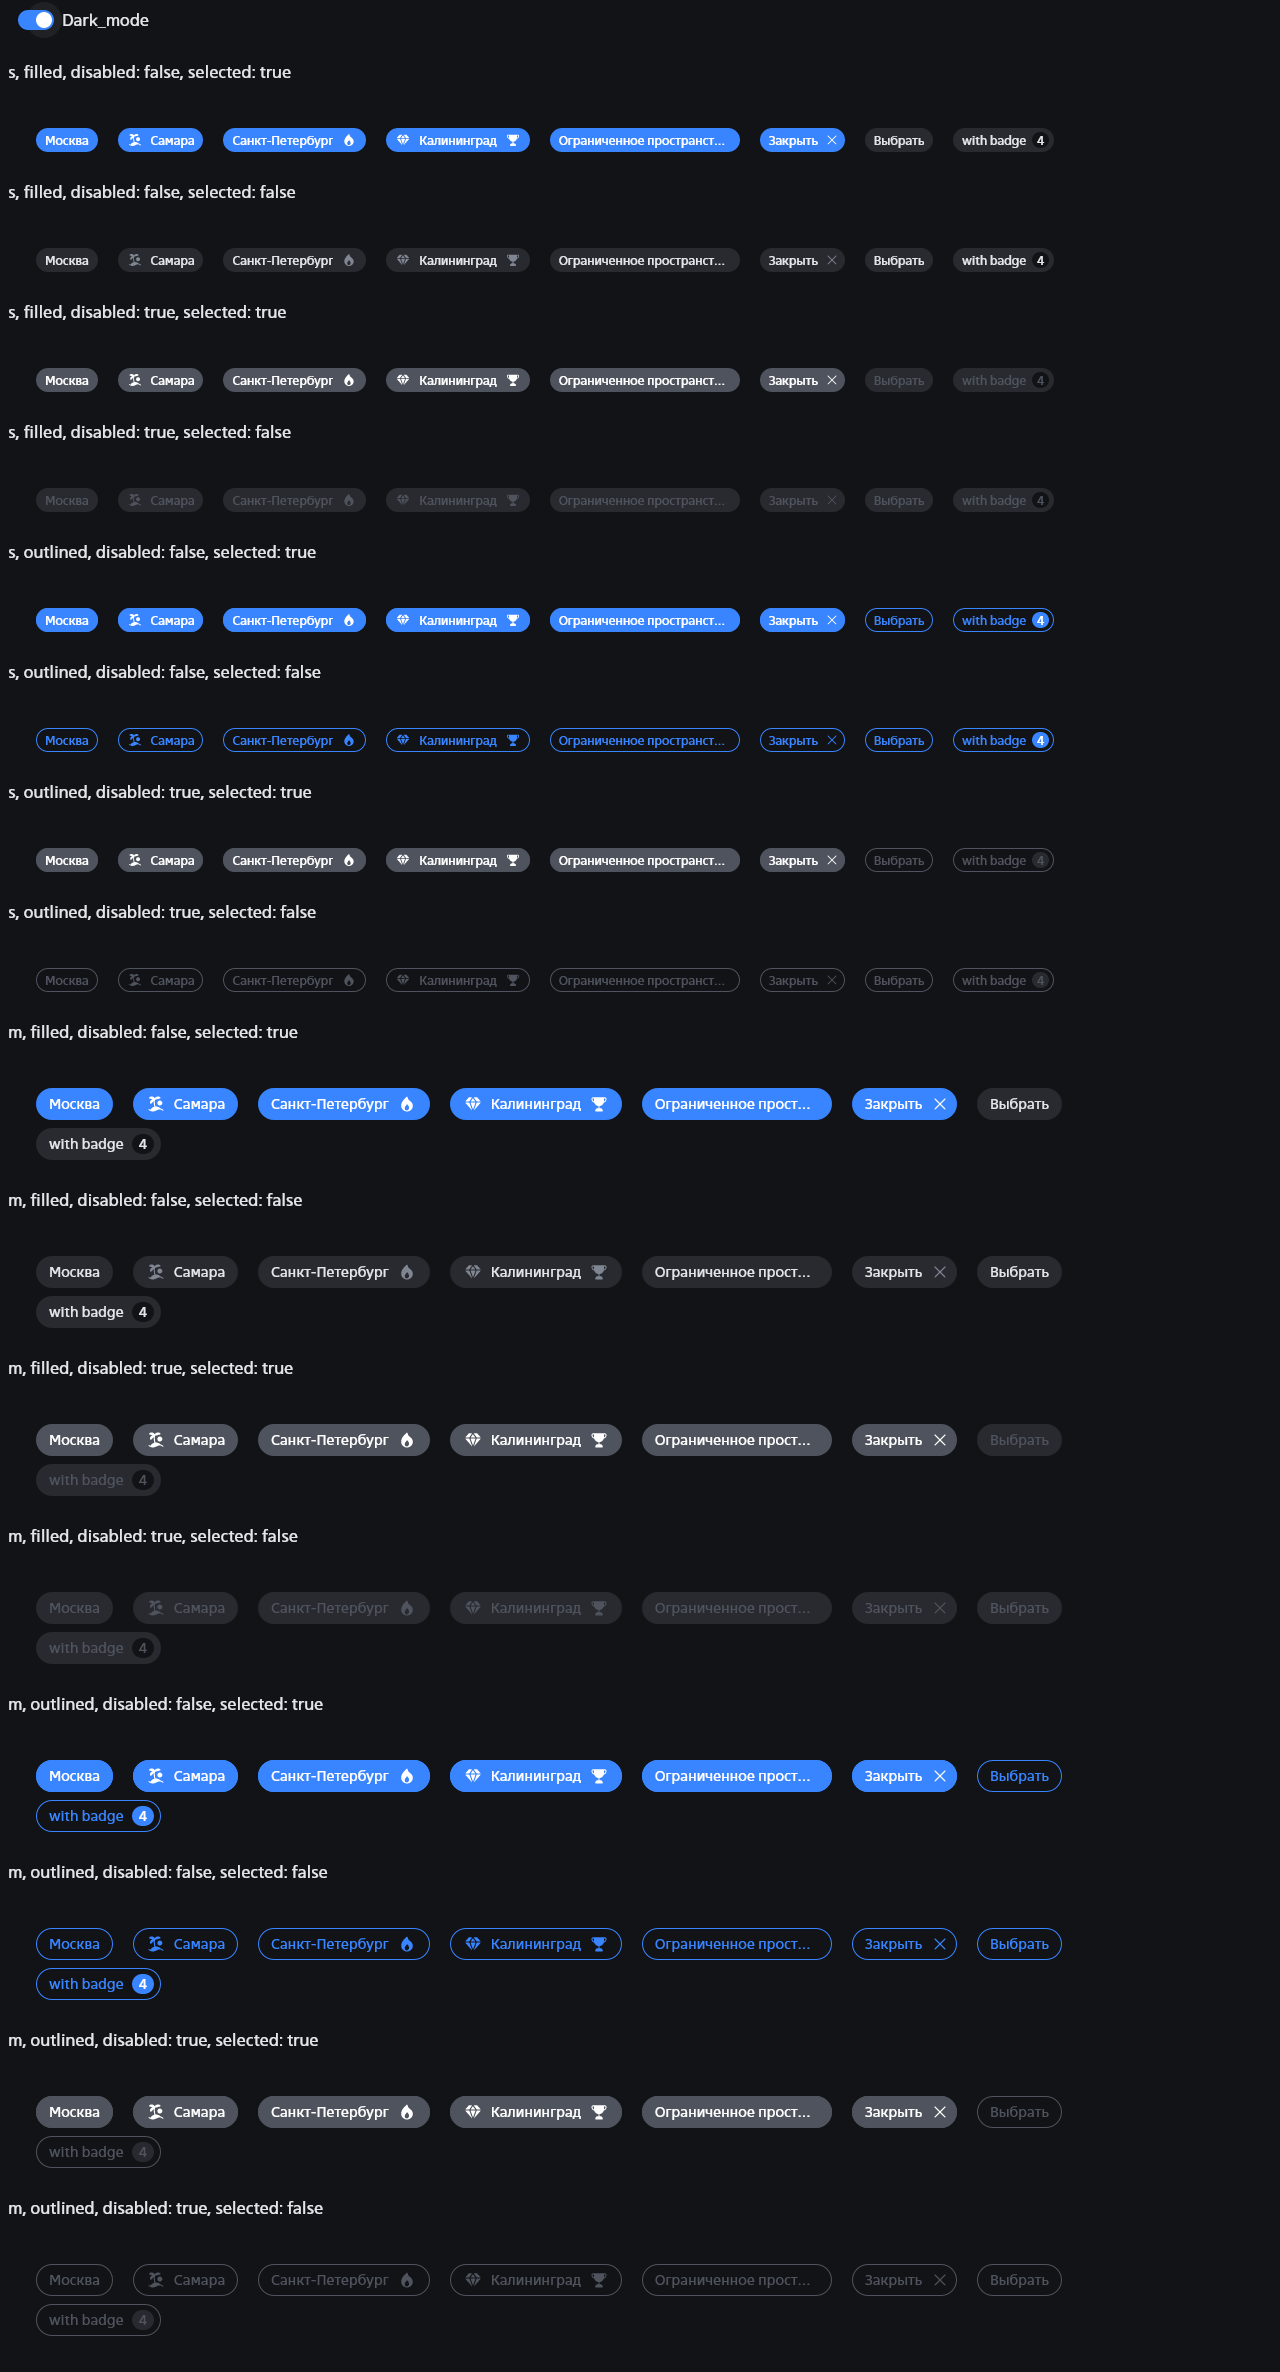 Dark_mode
s, filled, disabled: false, selected: true
Москва Самара Санкт-Петербург Калининград Ограниченное пространст... Закрыть Выбрать with badge 4
s, filled, disabled: false, selected: false
Москва Самара Санкт-Петербург Калининград Ограниченное пространст... Закрыть Выбрать with badge 4
s, filled, disabled: true, selected: true
Москва Самара Санкт-Петербург Калининград Ограниченное пространст... Закрыть Выбрать with badge 4
s, filled, disabled: true, selected: false
Москва Самара Санкт-Петербург Калининград Ограниченное пространст... Закрыть Выбрать with badge 4
s, outlined, disabled: false, selected: true
Москва Самара Санкт-Петербург Калининград Ограниченное пространст... Закрыть Выбрать with badge 4
s, outlined, disabled: false, selected: false
Москва Самара Санкт-Петербург Калининград Ограниченное пространст... Закрыть Выбрать with badge 4
s, outlined, disabled: true, selected: true
Москва Самара Санкт-Петербург Калининград Ограниченное пространст... Закрыть Выбрать with badge 4
s, outlined, disabled: true, selected: false
Москва Самара Санкт-Петербург Калининград Ограниченное пространст... Закрыть Выбрать with badge 4
m, filled, disabled: false, selected: true
Москва Самара Санкт-Петербург Калининград Ограниченное прост... Закрыть Выбрать
with badge 4
m, filled, disabled: false, selected: false
Москва Самара Санкт-Петербург Калининград Ограниченное прост... Закрыть Выбрать
with badge 4
m, filled, disabled: true, selected: true
Москва Самара Санкт-Петербург Калининград Ограниченное прост... Закрыть Выбрать
with badge 4
m, filled, disabled: true, selected: false
Москва Самара Санкт-Петербург Калининград Ограниченное прост... Закрыть Выбрать
with badge 4
m, outlined, disabled: false, selected: true
Москва Самара Санкт-Петербург Калининград Ограниченное прост... Закрыть Выбрать
with badge 4
m, outlined, disabled: false, selected: false
Москва Самара Санкт-Петербург Калининград Ограниченное прост... Закрыть Выбрать
with badge 4
m, outlined, disabled: true, selected: true
Москва Самара Санкт-Петербург Калининград Ограниченное прост... Закрыть Выбрать
with badge 4
m, outlined, disabled: true, selected: false
Москва Самара Санкт-Петербург Калининград Ограниченное прост... Закрыть Выбрать
with badge 4